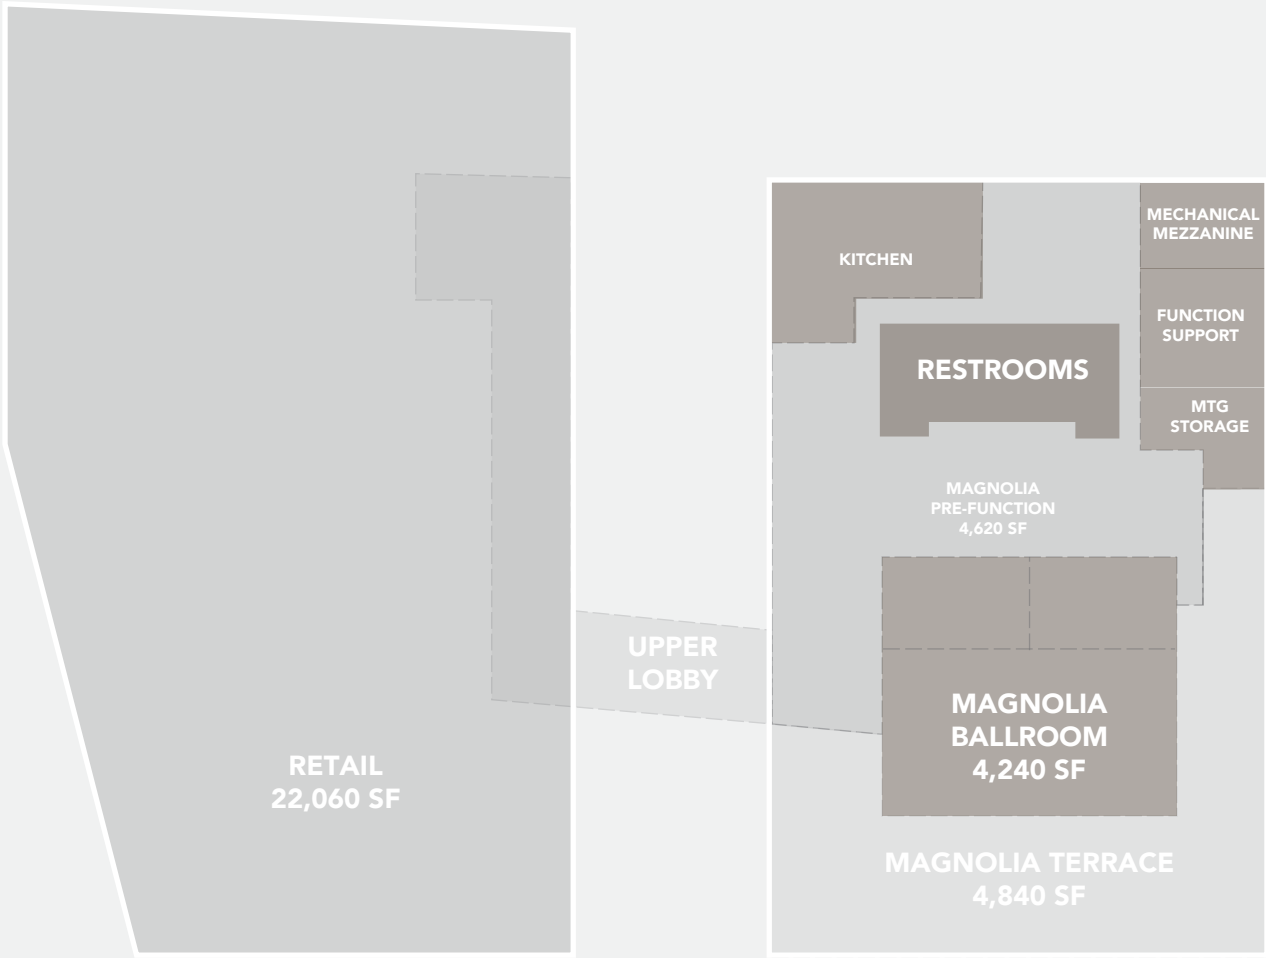 MECHANICAL
MEZZANINE
KITCHEN
FUNCTION
SUPPORT
RESTROOMS
MTG
STORAGE
MAGNOLIA
PRE-FUNCTION
4,620 SF
UPPER
LOBBY
MAGNOLIA
BALLROOM
4,240 SF
RETAIL
22,060 SF
MAGNOLIA TERRACE
4,840 SF